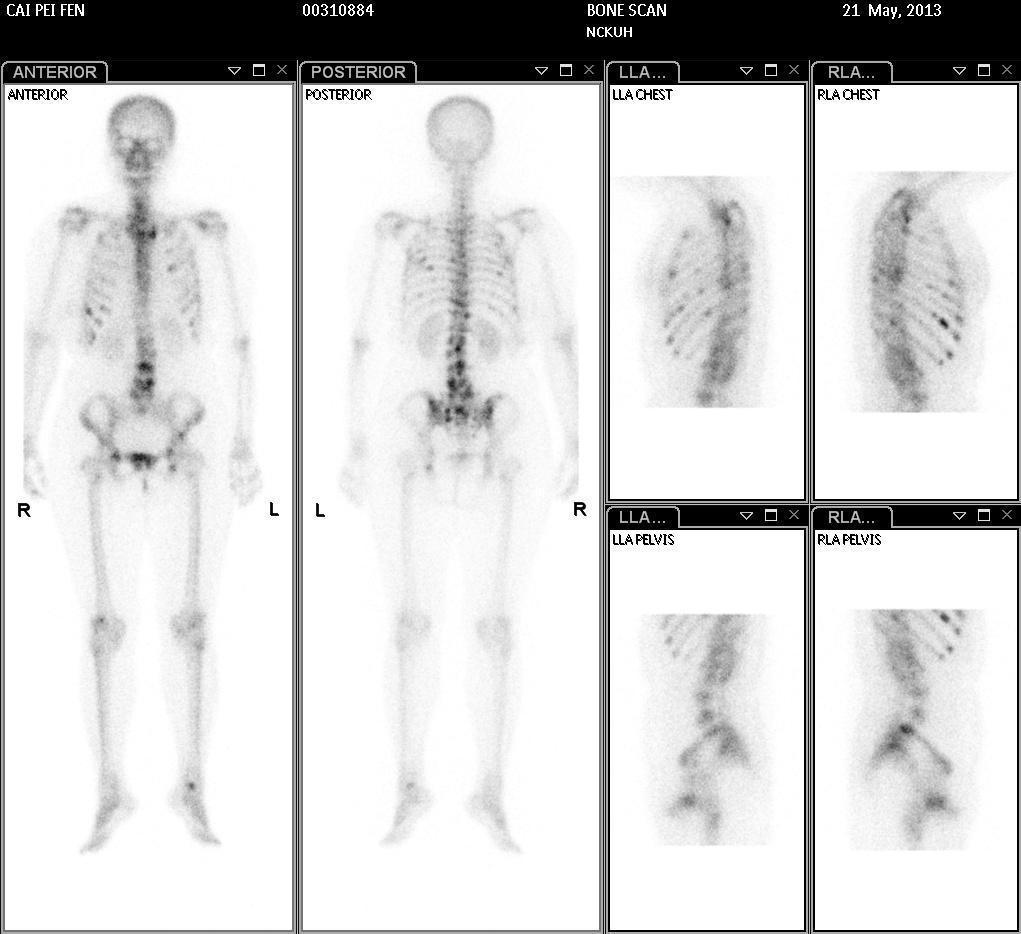 CAI PEI FEN
00310884
BONE SCAN
21 May, 2013
NCKUH
ANTERIOR
POSTERIOR
LLA...
RLA...
ANTERIOR
POSTERIOR
LLA CHEST
RLA CHEST
R
L
L
R
LLA...
RLA...
LLA PELVIS
RLA PELVIS